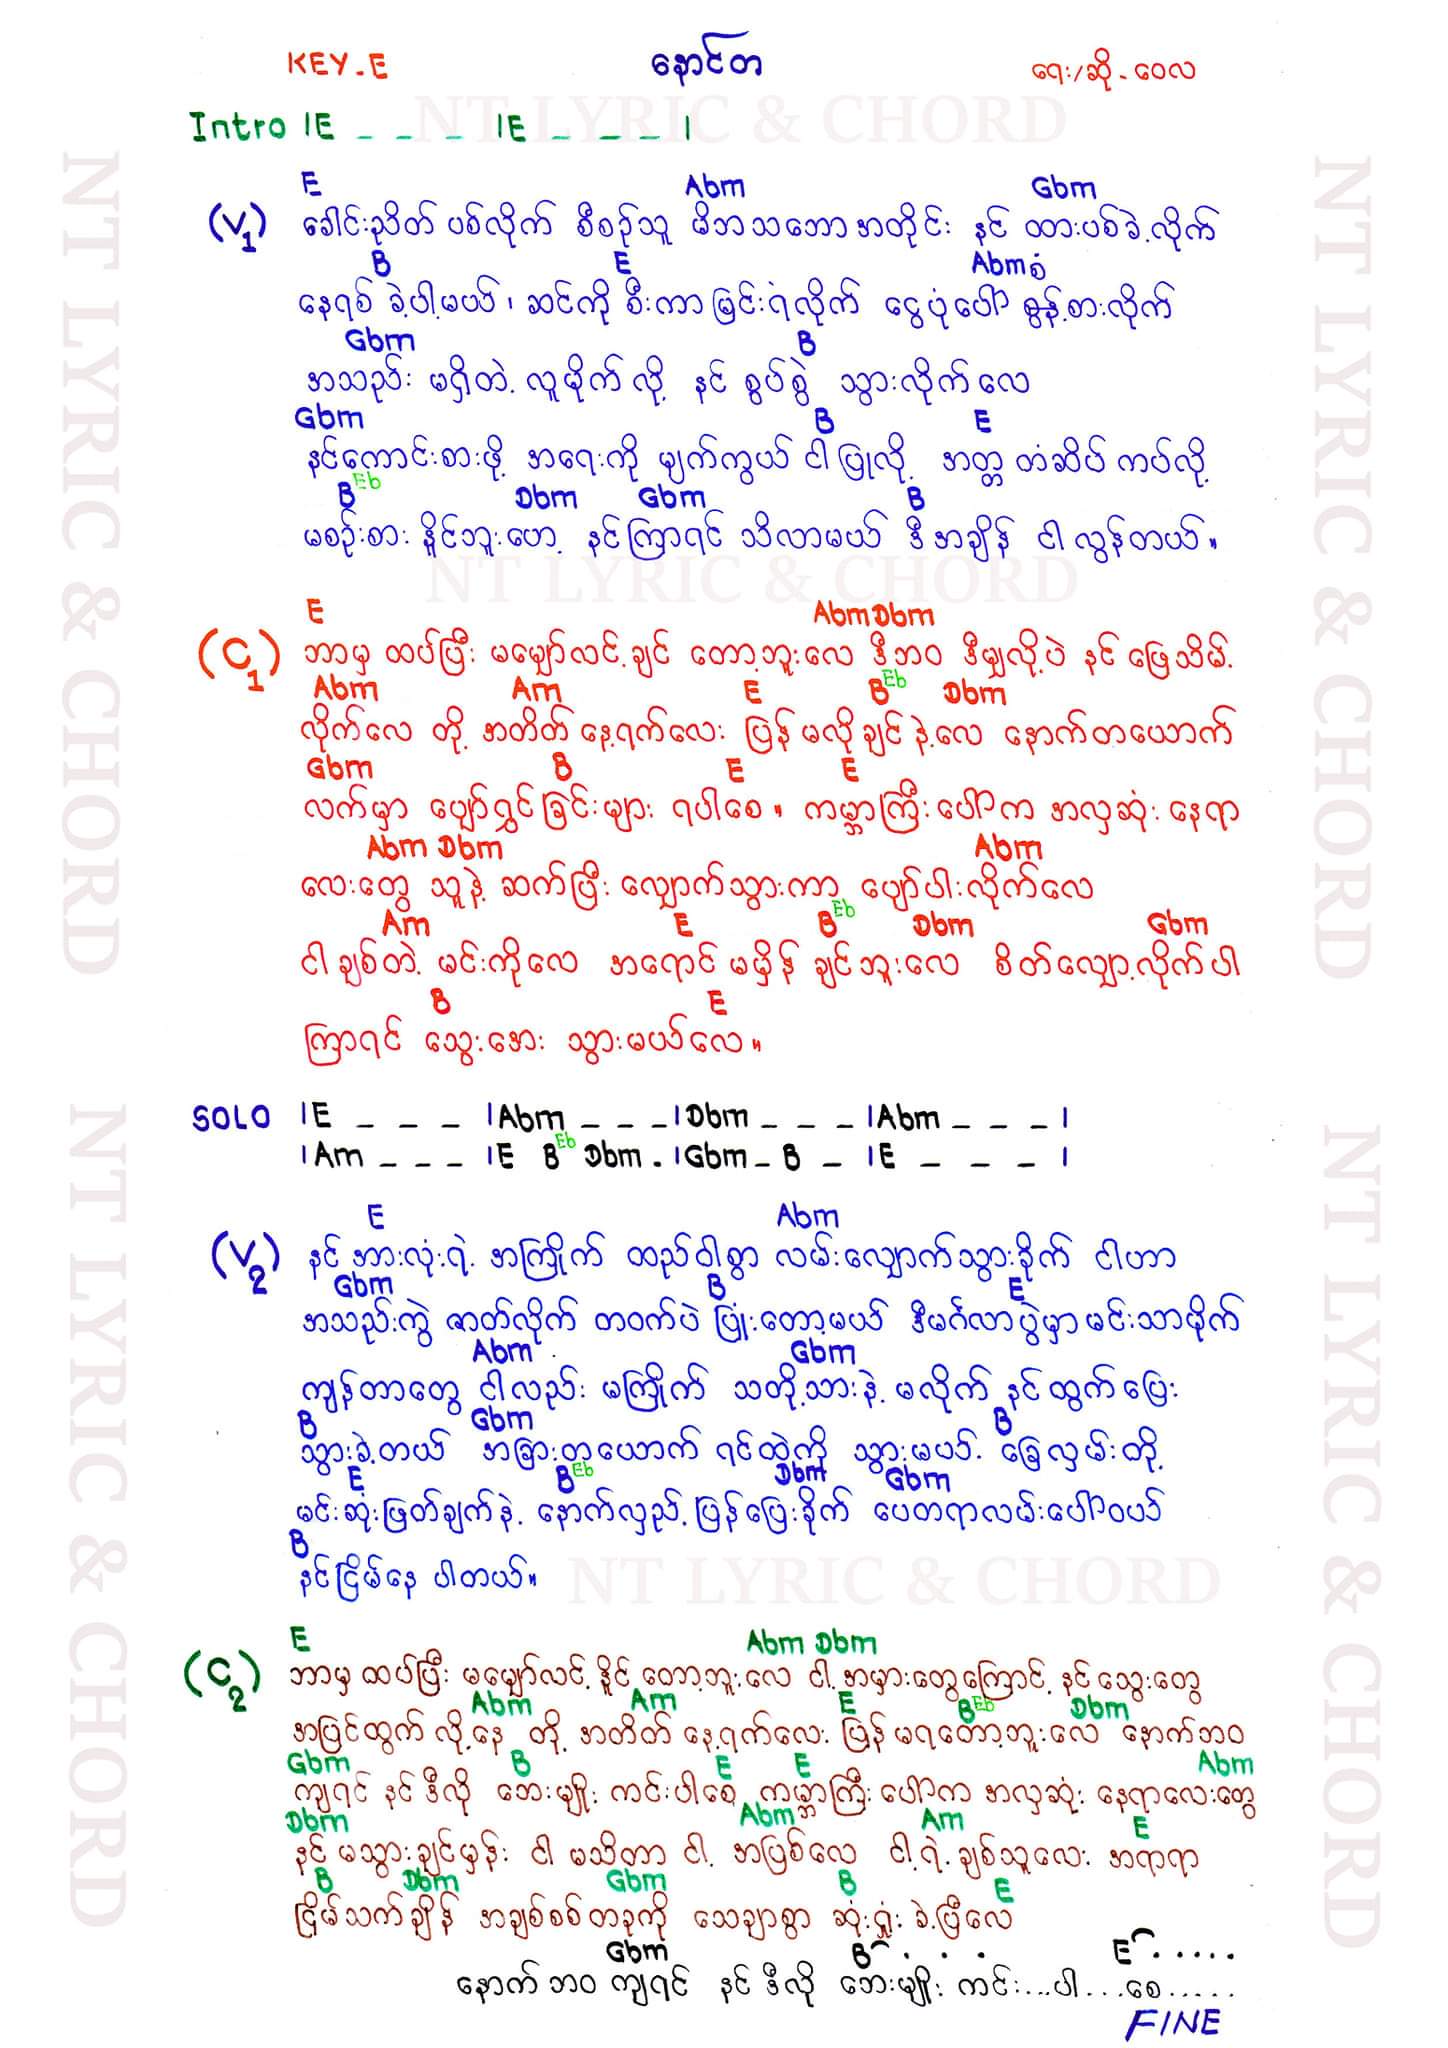 KEY-E နောင်တ ရေး/ဆို - ဝေလ
NT LYRIC & CHORD
Intro |E _ _ _ |E _ _ _ |
E Abm Gbm
(V1) ခေါင်းညိတ် ပစ်လိုက် စီစဉ်သူ မိဘသဘောအတိုင်း နင် ထားပစ်ခဲ့လိုက်
B E Abm
နေရစ် ခဲ့ပါ့မယ်၊ ဆင်ကို စီးကာ မြင်းရံလိုက် ငွေပုံပေါ် စွန့်စားလိုက်
Gbm B
အသည်း မရှိတဲ့ လူမိုက်လို့ နင် စွပ်စွဲ သွားလိုက်လေ
Gbm B E
နင်ကောင်းစားဖို့ အရေးကို မျက်ကွယ် ငါပြုလို့ အတ္တ တံဆိပ် ကပ်လို့
B Eb Dbm Gbm B
မစဉ်းစား နိူင်ဘူးဟေ့ နင်ကြာရင် သိလာမယ် ဒီအချိန် ငါ လွန်တယ်။
NT LYRIC & CHORD
E Abm Dbm
(C1) ဘာမှ ထပ်ပြီး မမျှော်လင့်ချင် တော့ဘူးလေ ဒီဘဝ ဒီမျှလို့ပဲ နင် ဖြေသိမ့်
Abm Am E B Eb Dbm
လိုက်လေ တို့ အတိတ် နေ့ရက်လေး ပြန် မလိုချင်နဲ့လေ နောက်တယောက်
Gbm B E E
လက်မှာ ပျော်ရွှင်ခြင်းများ ရပါစေ။ ကမ္ဘာကြီးပေါ်က အလှဆုံး နေရာ
Abm Dbm Abm
လေးတွေ သူနဲ့ ဆက်ပြီး လျှောက်သွားကာ ပျော်ပါးလိုက်လေ
Am E B Eb Dbm Gbm
ငါချစ်တဲ့ မင်းကိုလေ အရောင် မမှိန် ချင်ဘူးလေ စိတ်လျှော့လိုက်ပါ
B E
ကြာရင် သွေးအေး သွားမယ်လေ။
SOLO |E _ _ _ |Abm _ _ _ |Dbm _ _ _ |Abm _ _ _ |
|Am _ _ _ |E B Eb Dbm . |Gbm _ B _ |E _ _ _ |
E Abm
(V2) နင် အားလုံးရဲ့ အကြိုက် ထည်ဝါစွာ လမ်းလျှောက်သွားခိုက် ငါဟာ
Gbm B E
အသည်းကွဲ ဇာတ်လိုက် တဝက်ပဲ ပြုံးတော့မယ် ဒီမင်္ဂလာပွဲမှာ မင်းသာမိုက်
Abm Gbm
ကျန်တာတွေ ငါလည်း မကြိုက် သတို့သားနဲ့ မလိုက် နင်ထွက်ပြေး
B Gbm B
သွားခဲ့တယ် အခြားတယောက် ရင်ထဲကို သွားမယ့် ခြေလှမ်းတို့
E B Eb Dbm Gbm
မင်းဆုံးဖြတ်ချက်နဲ့ နောက်လှည့်ပြန်ပြေးခိုက် ပေတရာလမ်းပေါ်ဝယ်
B
နင်ငြိမ်နေ ပါတယ်။
NT LYRIC & CHORD
E Abm Dbm
(C2) ဘာမှ ထပ်ပြီး မမျှော်လင့်နိူင် တော့ဘူးလေ ငါ့အမှားတွေကြောင့် နင် သွေးတွေ
Abm Am E B Eb Dbm
အပြင်ထွက် လို့နေ တို့ အတိတ် နေ့ရက်လေး ပြန် မရတော့ဘူးလေ နောက်ဘဝ
Gbm B E E Abm
ကျရင် နင်ဒီလို ဘေးမျိုး ကင်းပါစေ ကမ္ဘာကြီးပေါ်က အလှဆုံး နေရာလေးတွေ
Dbm Abm Am E
နင် မသွားချင်မှန်း ငါ မသိတာ ငါ့ အပြစ်လေ ငါ့ရဲ့ချစ်သူလေး အရာရာ
B Dbm Gbm B E
ငြိမ်သက်ချိန် အချစ်စစ်တခုကို သေချာစွာ ဆုံးရှုံးခဲ့ပြီလေ
Gbm B . . . E . . . . .
နောက်ဘဝ ကျရင် နင်ဒီလို ဘေးမျိုး ကင်း...ပါ...စေ.....
FINE
NT LYRIC & CHORD
NT LYRIC & CHORD
NT LYRIC & CHORD
NT LYRIC & CHORD